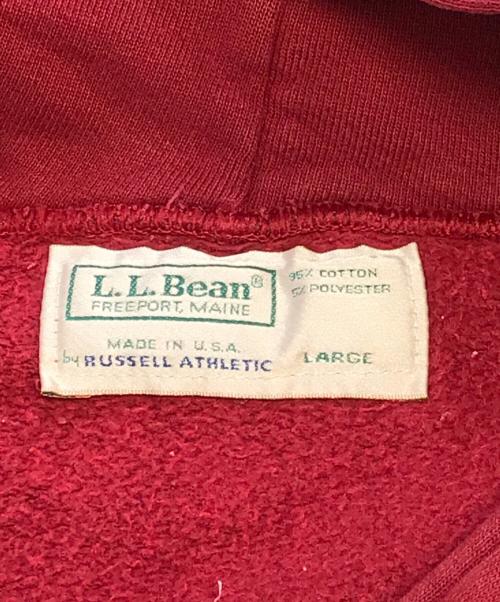 L.L.Bean®
FREEPORT, MAINE
95% COTTON
5% POLYESTER
MADE IN U.S.A.
by RUSSELL ATHLETIC
LARGE